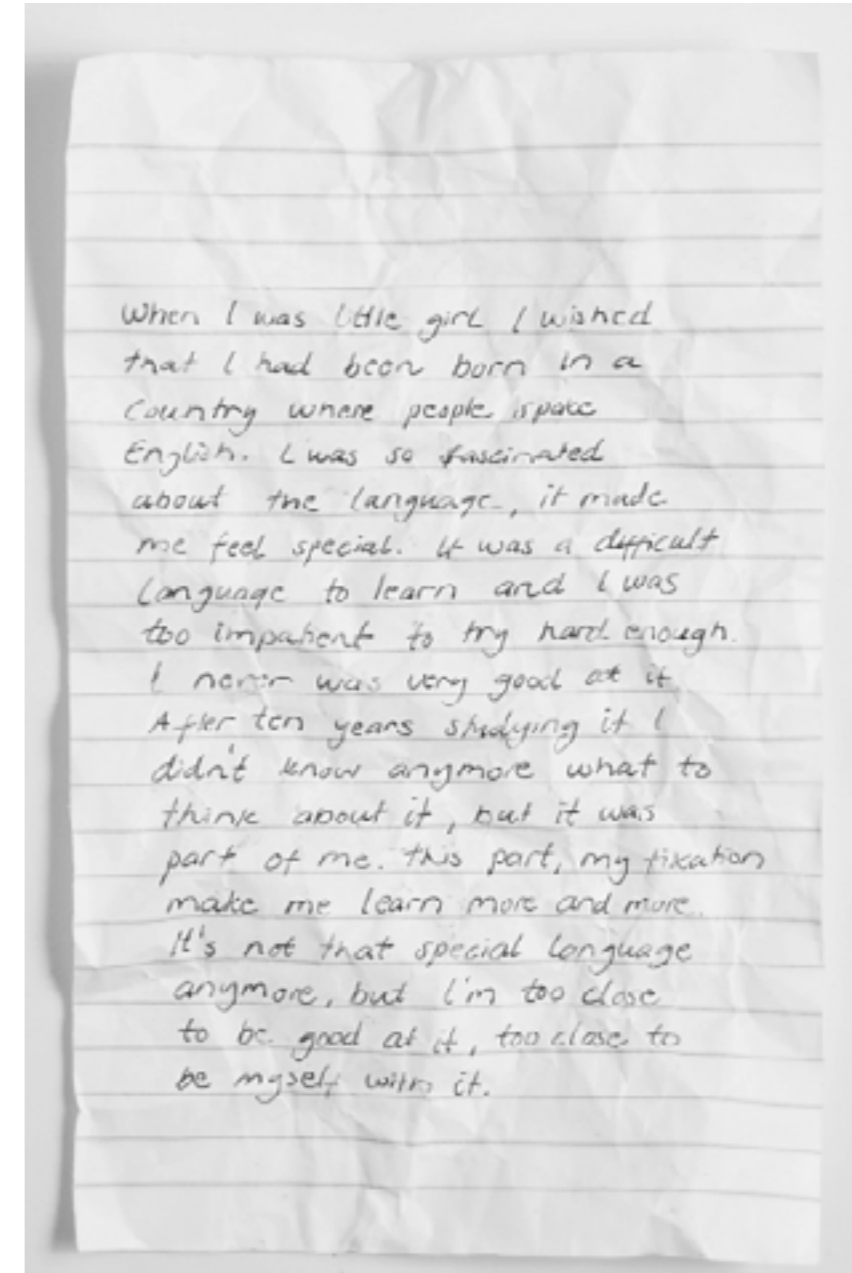 When I was little girl I wished
that I had been born in a
country where people spoke
English. I was so fascinated
about the language, it made
me feel special. It was a difficult
language to learn and I was
too impatient to try hard enough.
I never was very good at it.
After ten years studying it I
didn't know anymore what to
think about it, but it was
part of me. This part, my fixation
make me learn more and more.
It's not that special language
anymore, but I'm too close
to be good at it, too close to
be myself with it.